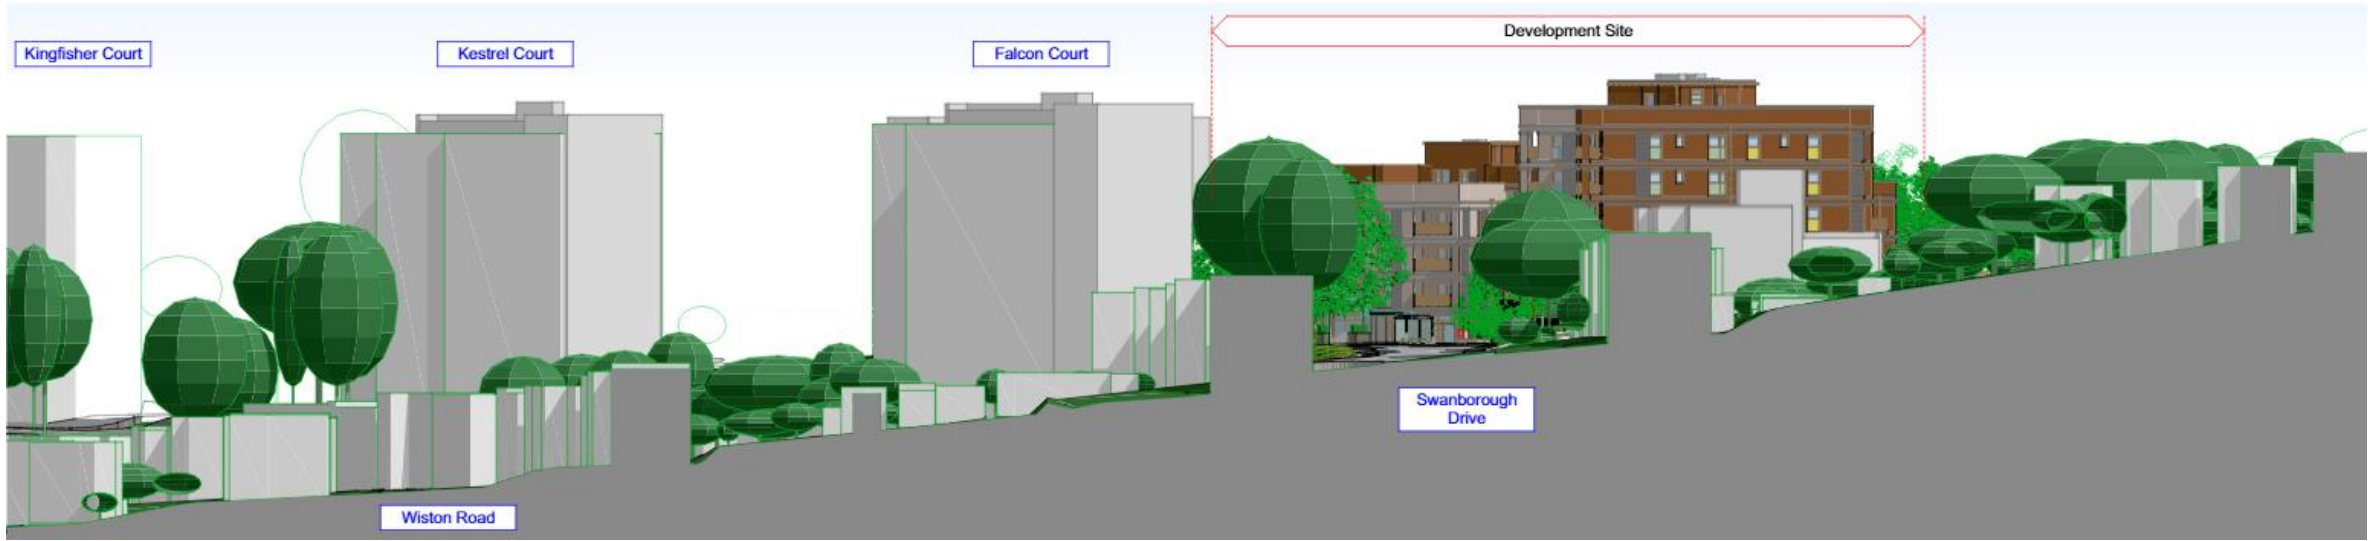 Development Site
Kingfisher Court
Kestrel Court
Falcon Court
Swanborough
Drive
Wiston Road